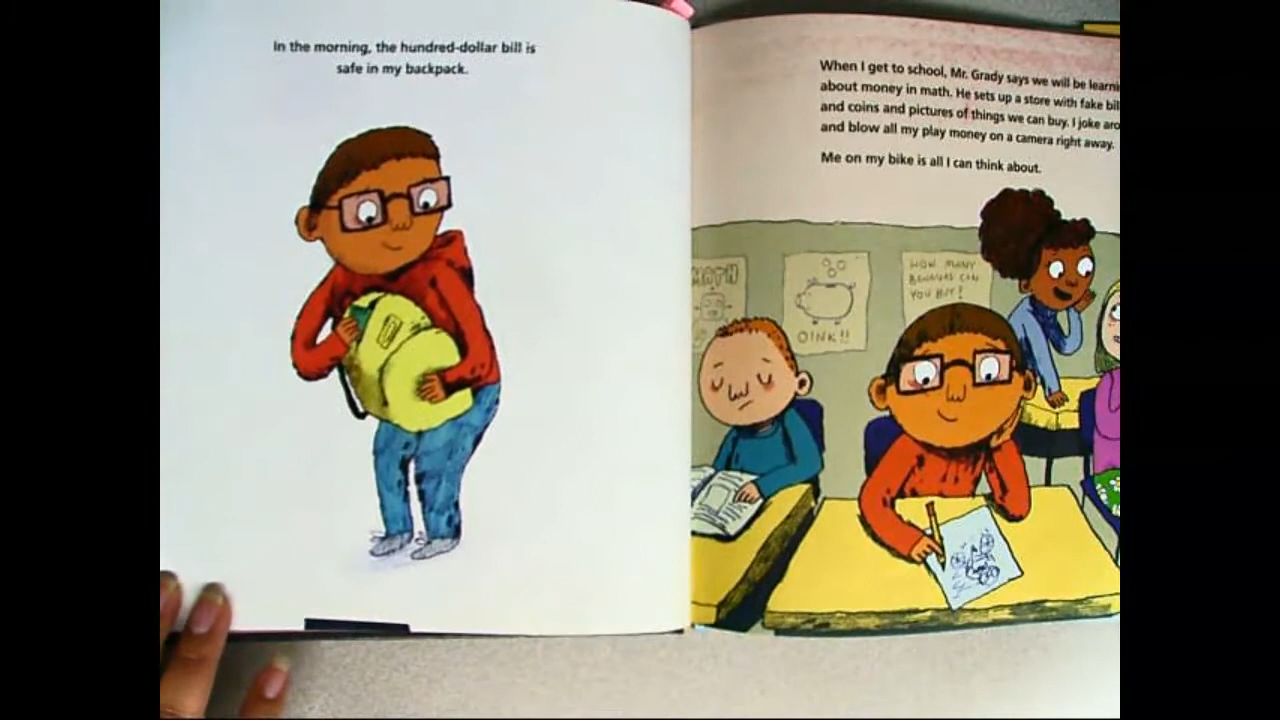 In the morning, the hundred-dollar bill is
safe in my backpack.
When I get to school, Mr. Grady says we will be
about money in math. He sets up a store with fake
and coins and pictures of things we can buy. I joke
and blow all my play money on a camera right away.
Me on my bike is all I can think about.
MATH
OINK!!
HOW MANY
BANANAS CAN
YOU BUY?